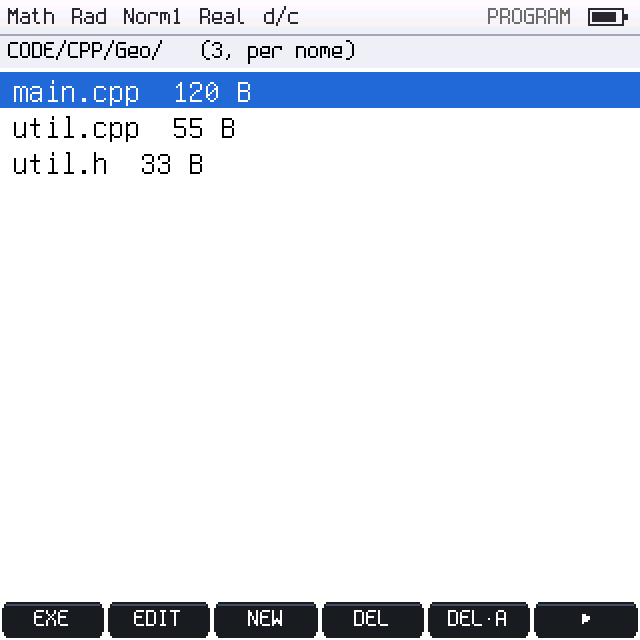 Math Rad Norm1 Real d/c PROGRAM
CODE/CPP/Geo/ (3, per nome)
main.cpp 120 B
util.cpp 55 B
util.h 33 B
EXE EDIT NEW DEL DEL·A ▶